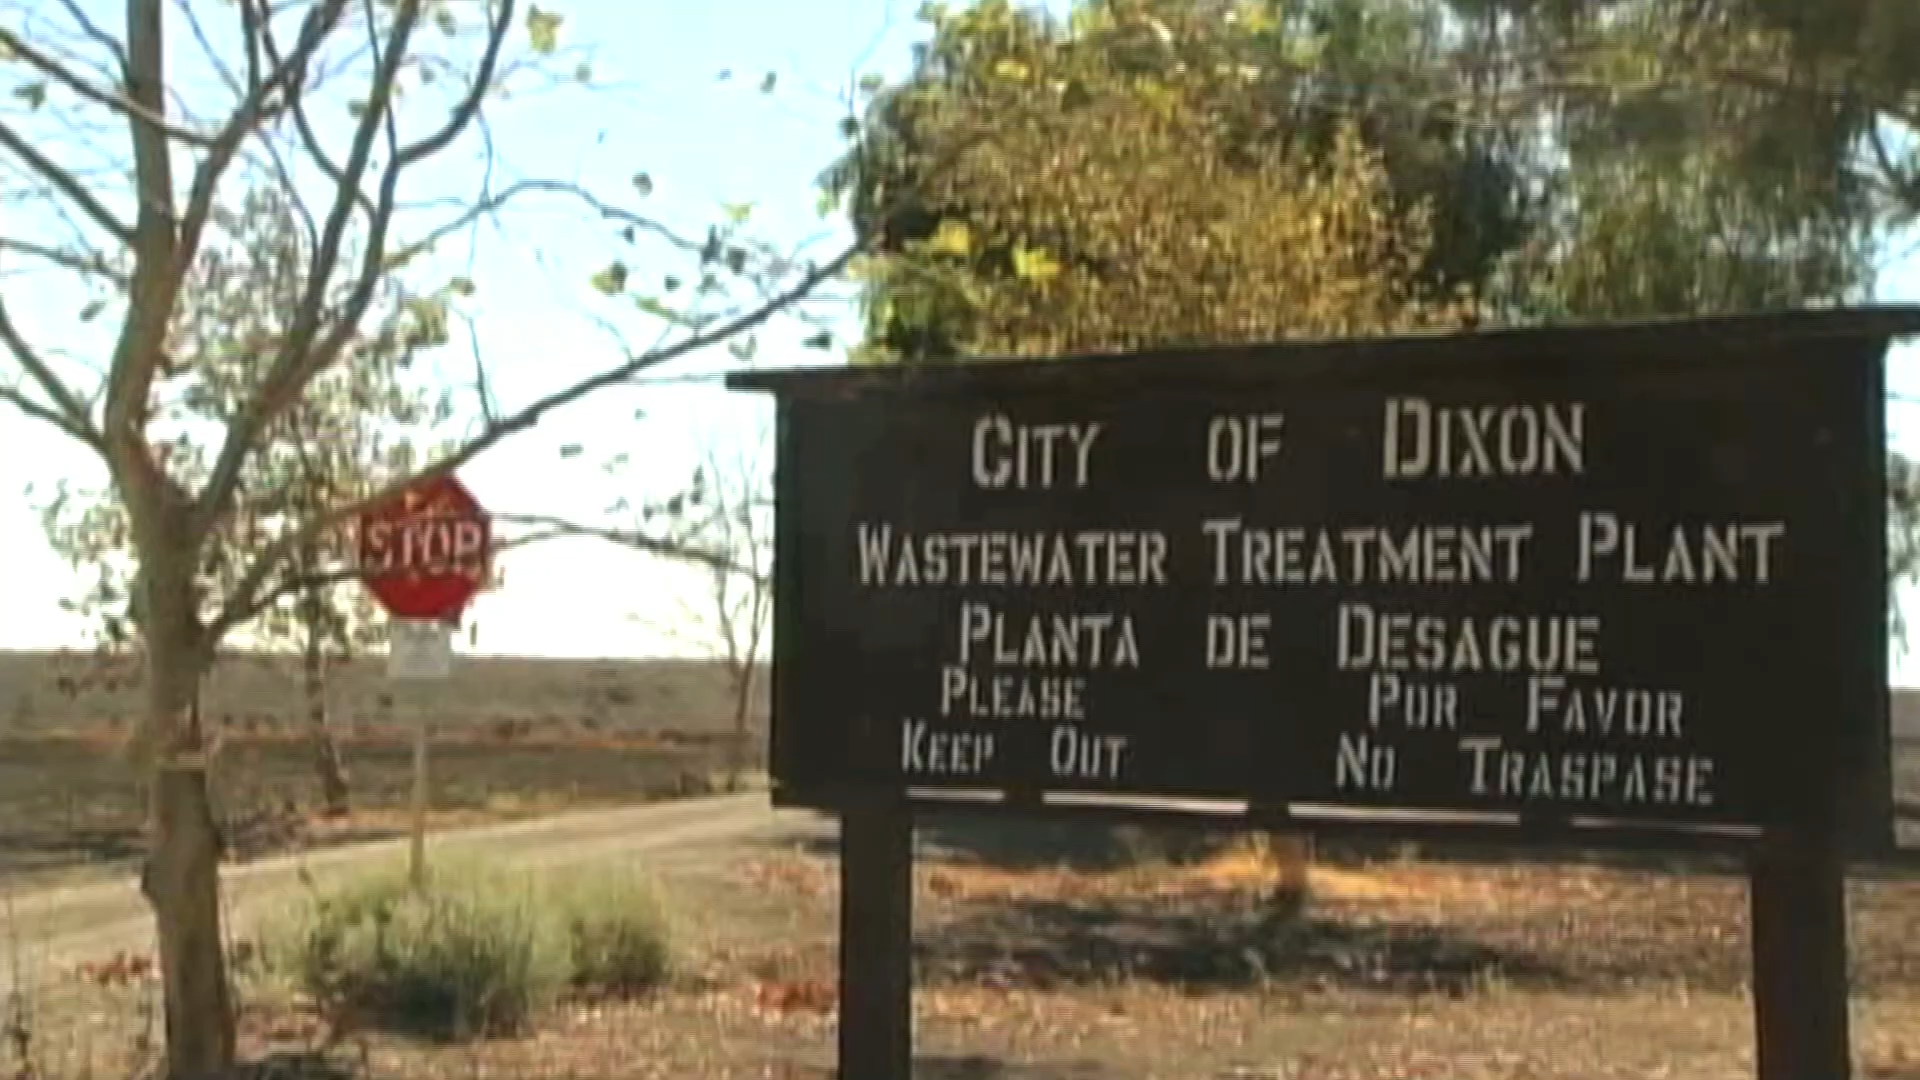 STOP
CITY OF DIXON
WASTEWATER TREATMENT PLANT
PLANTA DE DESAGUE
PLEASE POR FAVOR
KEEP OUT NO TRASPASE